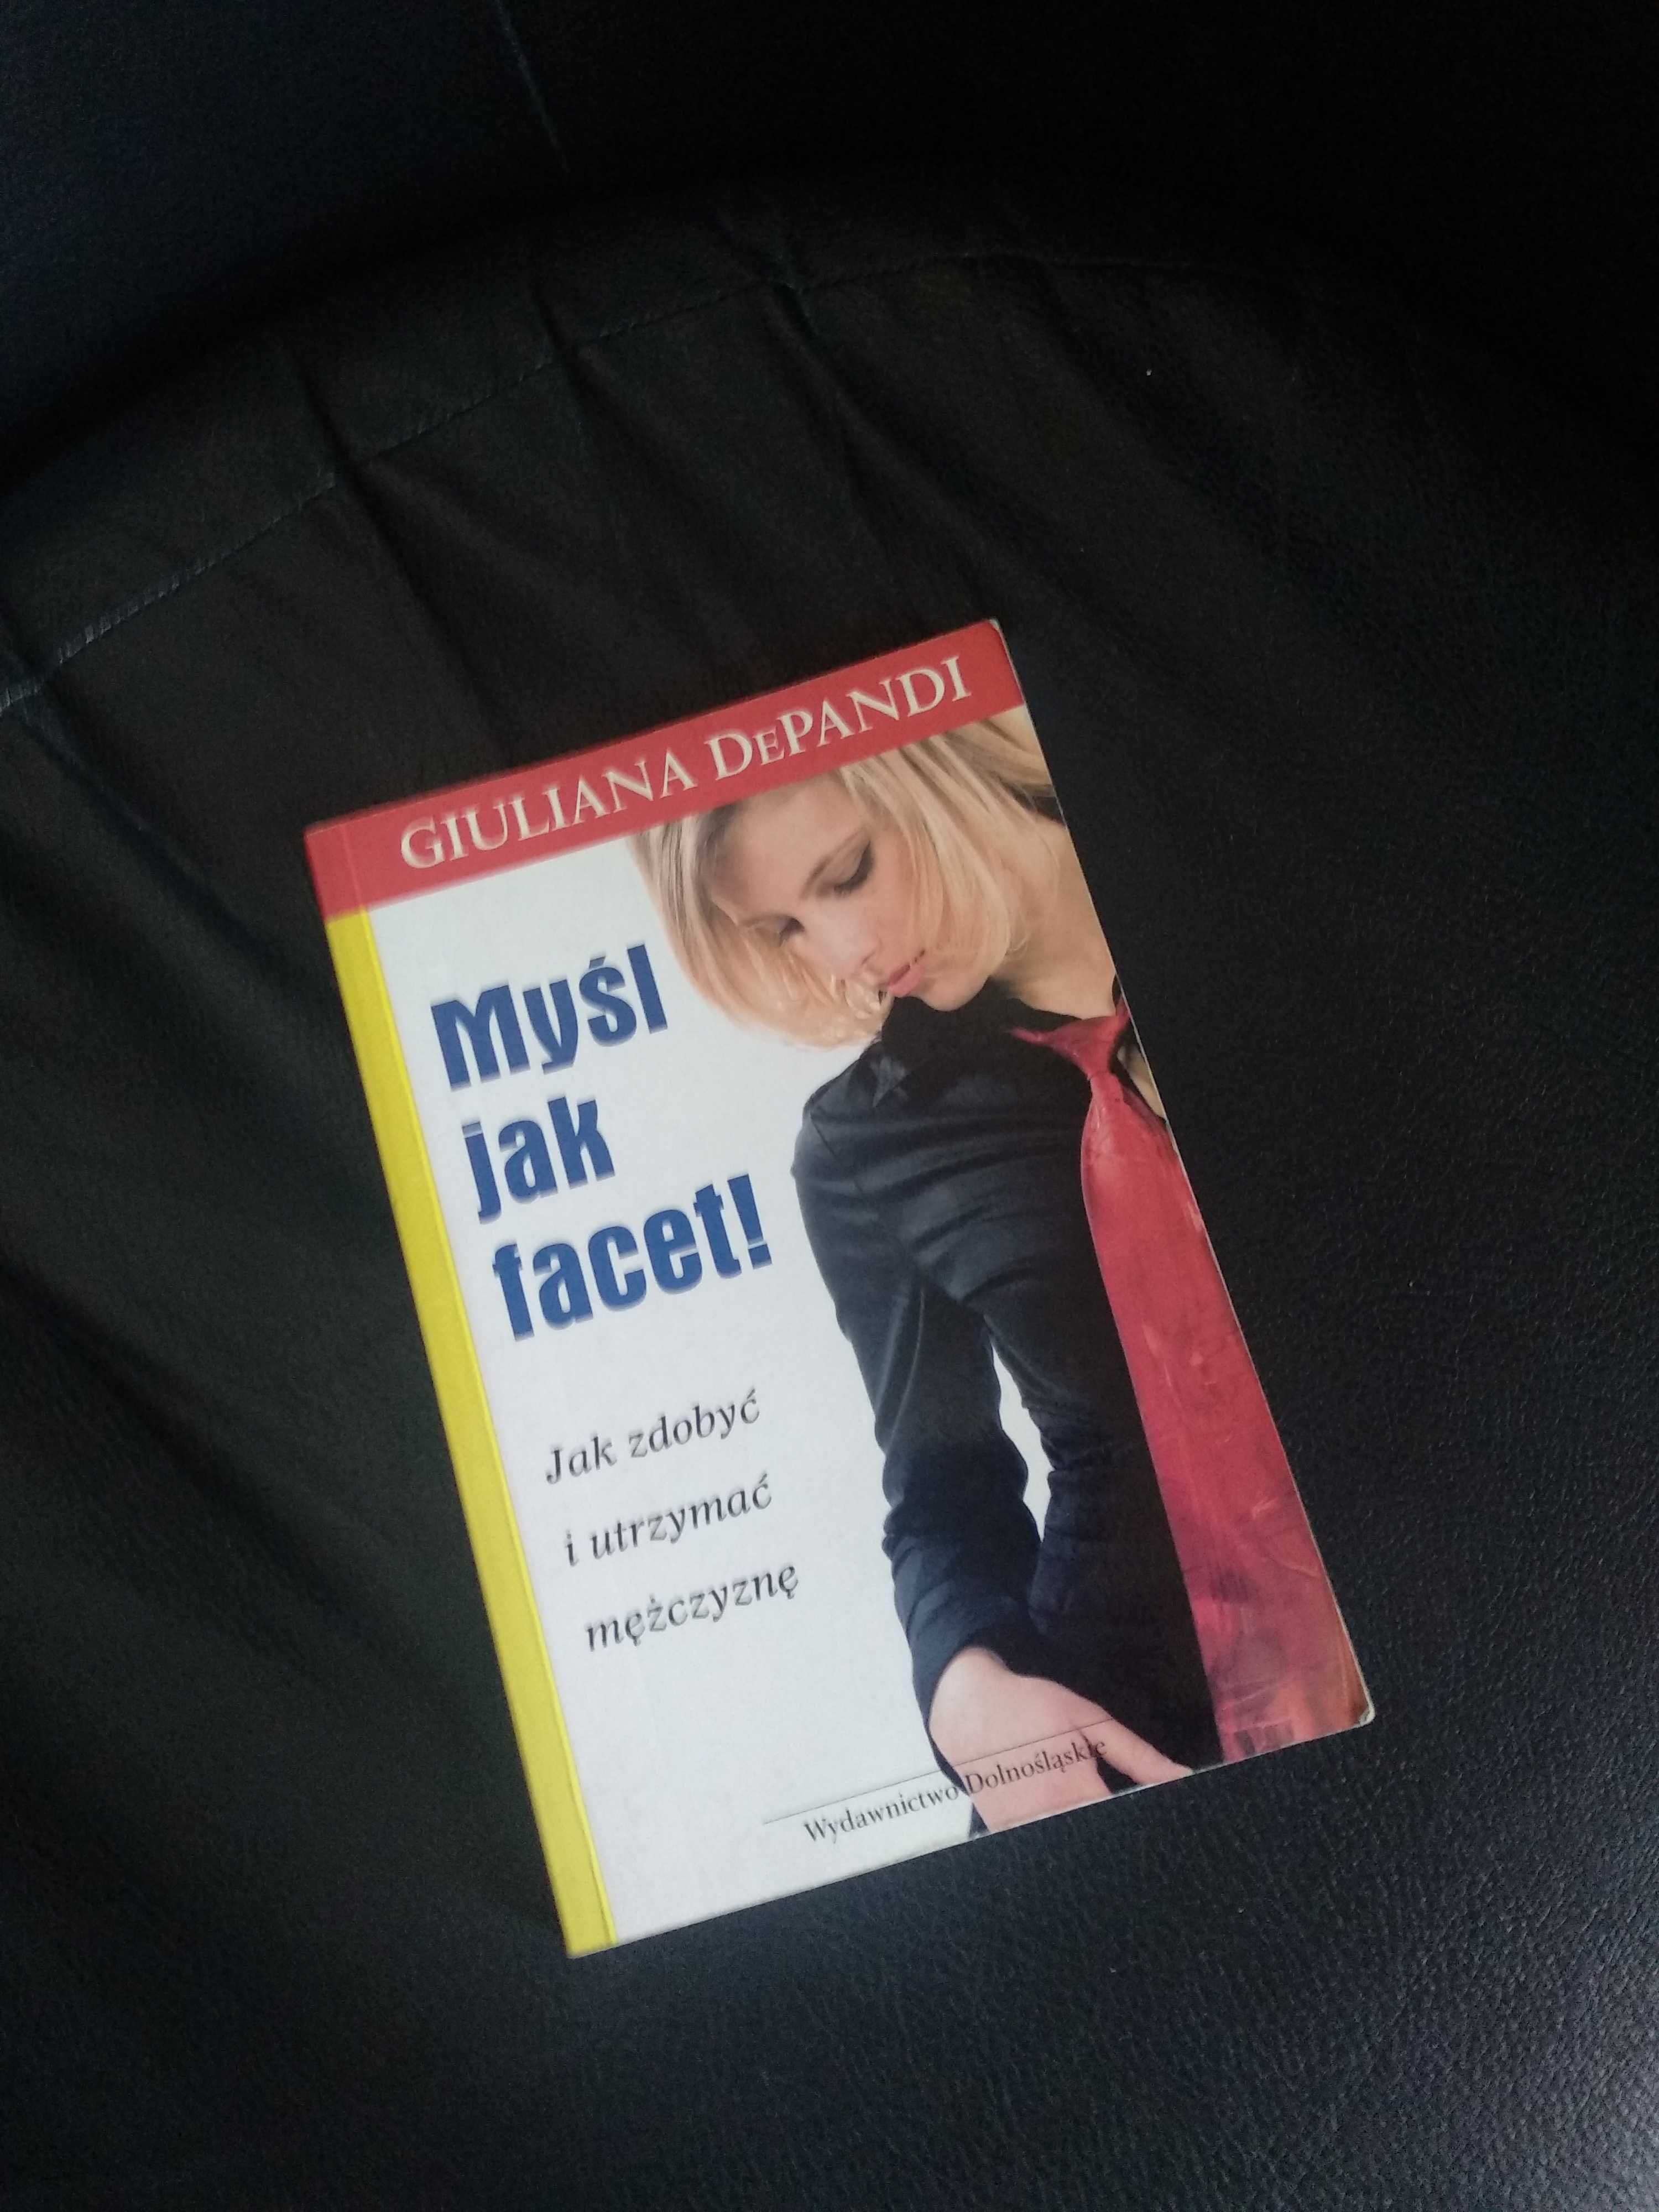 GIULIANA DePANDI
Myśl
jak
facet!
Jak zdobyć
i utrzymać
mężczyznę
Wydawnictwo Dolnośląskie